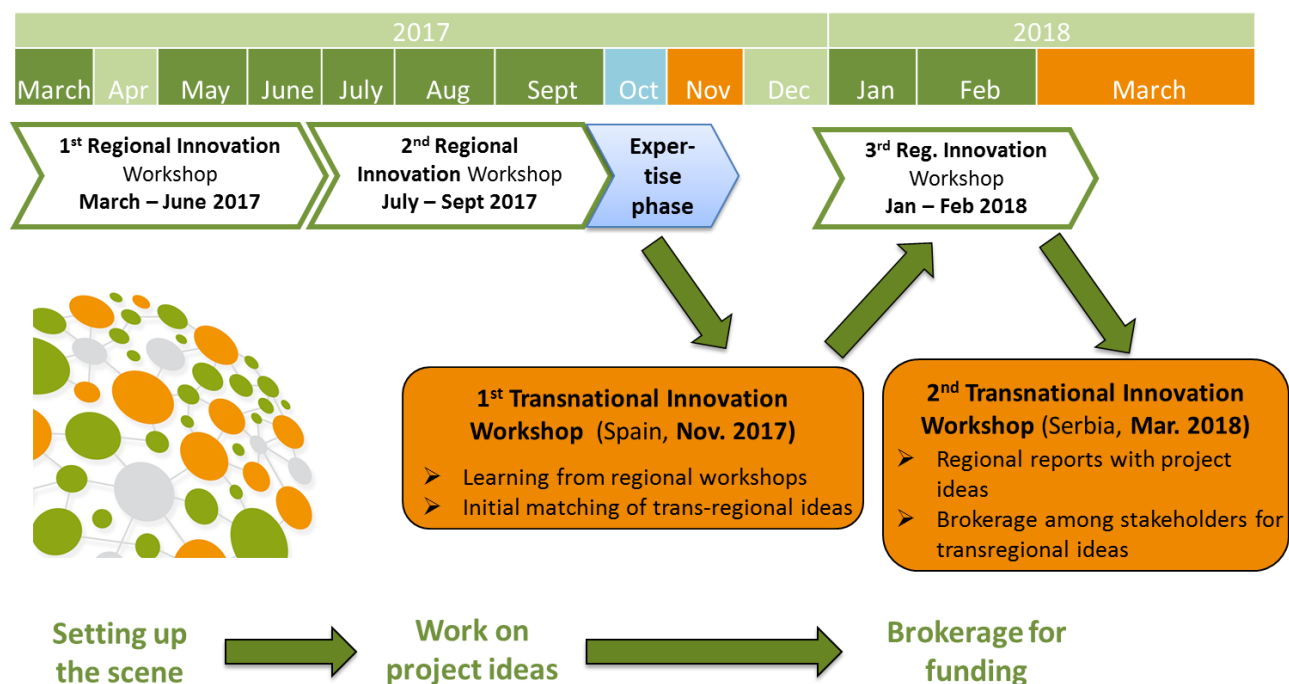 2017 2018
March Apr May June July Aug Sept Oct Nov Dec Jan Feb March
1st Regional Innovation
Workshop
March – June 2017
2nd Regional
Innovation Workshop
July – Sept 2017
Exper-
tise
phase
3rd Reg. Innovation
Workshop
Jan – Feb 2018
1st Transnational Innovation
Workshop (Spain, Nov. 2017)
➢ Learning from regional workshops
➢ Initial matching of trans-regional ideas
2nd Transnational Innovation
Workshop (Serbia, Mar. 2018)
➢ Regional reports with project
ideas
➢ Brokerage among stakeholders for
transregional ideas
Setting up
the scene
Work on
project ideas
Brokerage for
funding